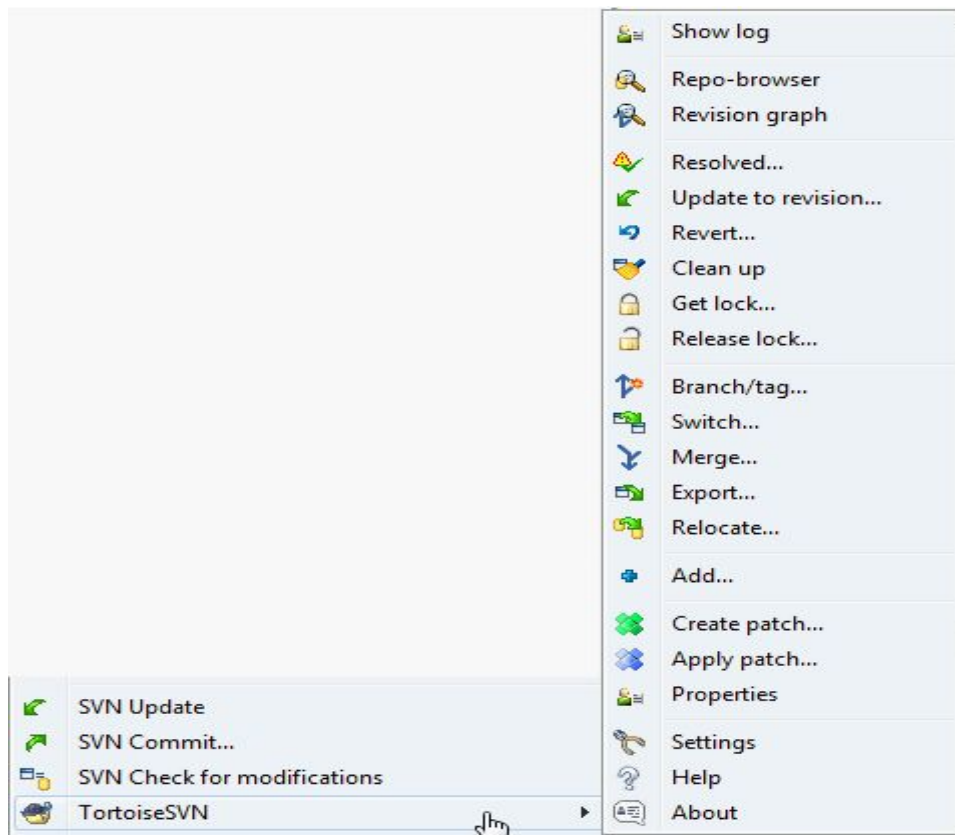 Show log
Repo-browser
Revision graph
Resolved...
Update to revision...
Revert...
Clean up
Get lock...
Release lock...
Branch/tag...
Switch...
Merge...
Export...
Relocate...
Add...
Create patch...
Apply patch...
Properties
Settings
Help
About
SVN Update
SVN Commit...
SVN Check for modifications
TortoiseSVN